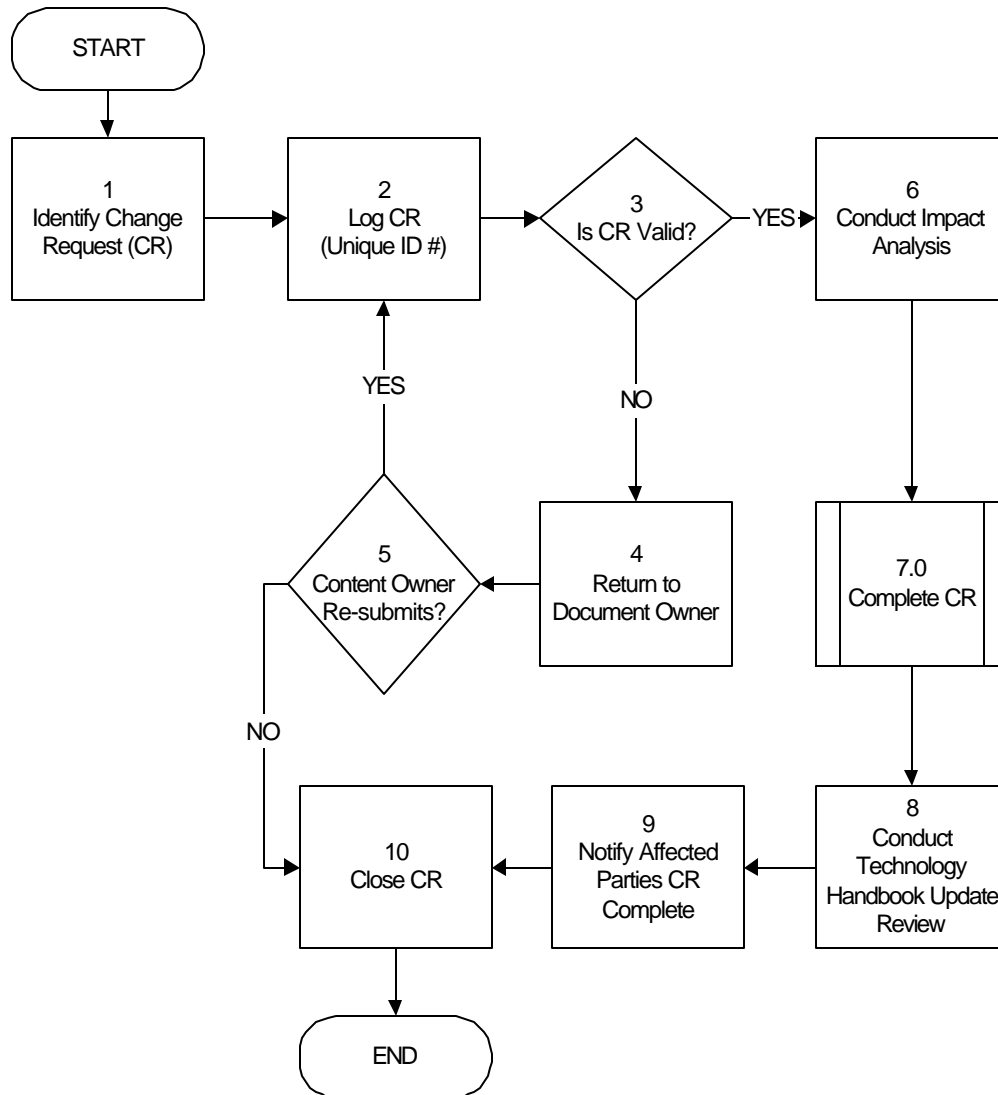 START
1
Identify Change
Request (CR)
2
Log CR
(Unique ID #)
3
Is CR Valid?
YES
6
Conduct Impact
Analysis
YES
NO
5
Content Owner
Re-submits?
4
Return to
Document Owner
7.0
Complete CR
NO
10
Close CR
9
Notify Affected
Parties CR
Complete
8
Conduct
Technology
Handbook Update
Review
END